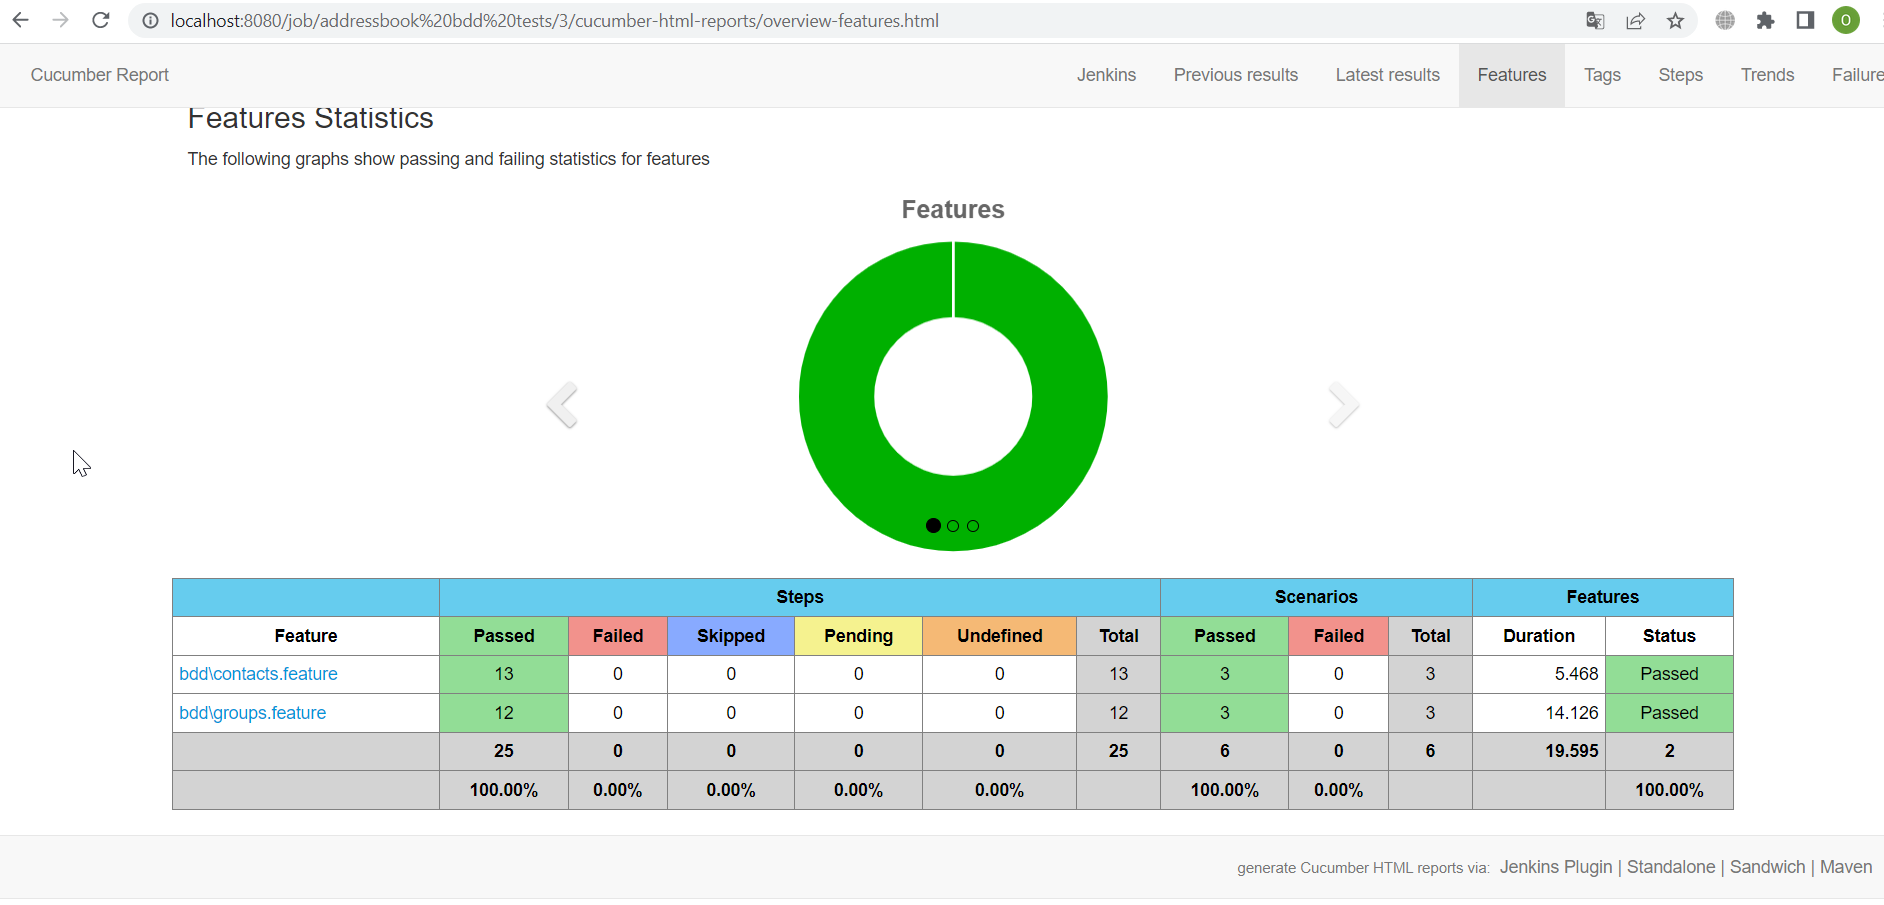 localhost:8080/job/addressbook%20bdd%20tests/3/cucumber-html-reports/overview-features.html
O
Cucumber Report Jenkins Previous results Latest results Features Tags Steps Trends Failure
Features Statistics
The following graphs show passing and failing statistics for features
Features
Steps Scenarios Features
Feature Passed Failed Skipped Pending Undefined Total Passed Failed Total Duration Status
bdd\contacts.feature 13 0 0 0 0 13 3 0 3 5.468 Passed
bdd\groups.feature 12 0 0 0 0 12 3 0 3 14.126 Passed
25 0 0 0 0 25 6 0 6 19.595 2
100.00% 0.00% 0.00% 0.00% 0.00% 100.00% 0.00% 100.00%
generate Cucumber HTML reports via: Jenkins Plugin | Standalone | Sandwich | Maven